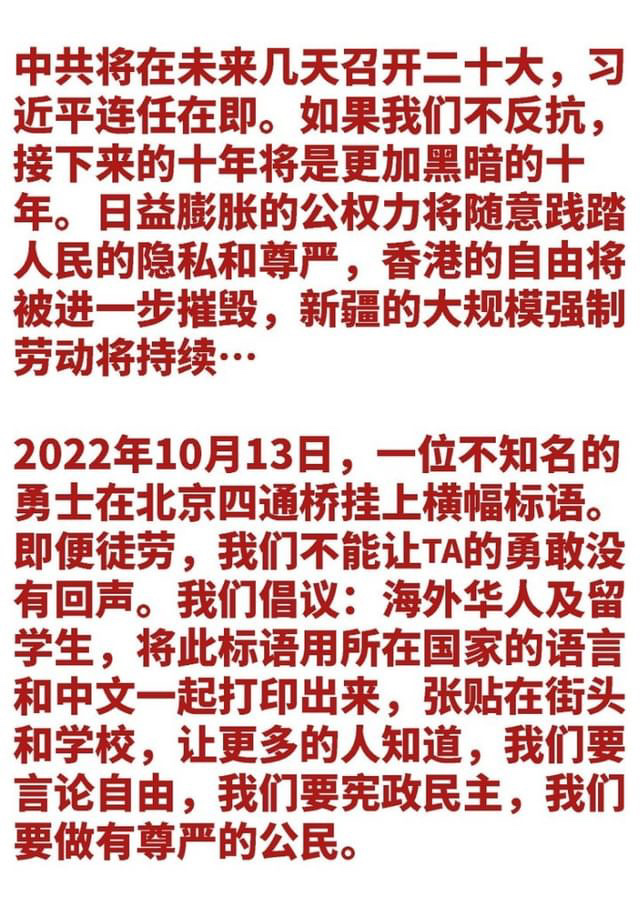 中共将在未来几天召开二十大，习
近平连任在即。如果我们不反抗，
接下来的十年将是更加黑暗的十
年。日益膨胀的公权力将随意践踏
人民的隐私和尊严，香港的自由将
被进一步摧毁，新疆的大规模强制
劳动将持续…
2022年10月13日，一位不知名的
勇士在北京四通桥挂上横幅标语。
即便徒劳，我们不能让TA的勇敢没
有回声。我们倡议：海外华人及留
学生，将此标语用所在国家的语言
和中文一起打印出来，张贴在街头
和学校，让更多的人知道，我们要
言论自由，我们要宪政民主，我们
要做有尊严的公民。